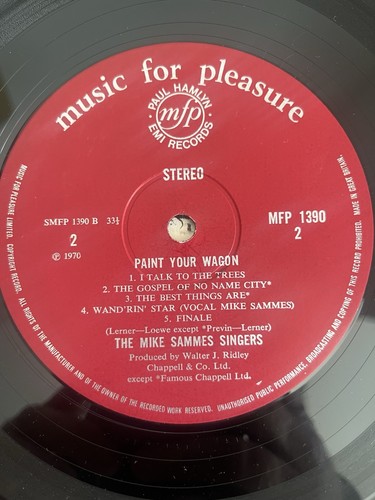 music for pleasure
PAUL HAMLYN
mfp
EMI RECORDS
STEREO
SMFP 1390 B 33⅓
MFP 1390
2
2
℗ 1970
PAINT YOUR WAGON
1. I TALK TO THE TREES
2. THE GOSPEL OF NO NAME CITY*
3. THE BEST THINGS ARE*
4. WAND'RIN' STAR (VOCAL MIKE SAMMES)
5. FINALE
(Lerner—Loewe except *Previn—Lerner)
THE MIKE SAMMES SINGERS
Produced by Walter J. Ridley
Chappell & Co. Ltd.
except *Famous Chappell Ltd.
MUSIC FOR PLEASURE LIMITED. COPYRIGHT RECORD. ALL RIGHTS OF THE MANUFACTURER AND OF THE OWNER OF THE RECORDED WORK RESERVED. UNAUTHORISED PUBLIC PERFORMANCE, BROADCASTING AND COPYING OF THIS RECORD PROHIBITED. MADE IN GREAT BRITAIN.